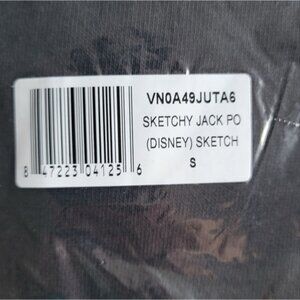 VN0A49JUTA6
SKETCHY JACK PO
(DISNEY) SKETCH
S
8 47223 04125 6